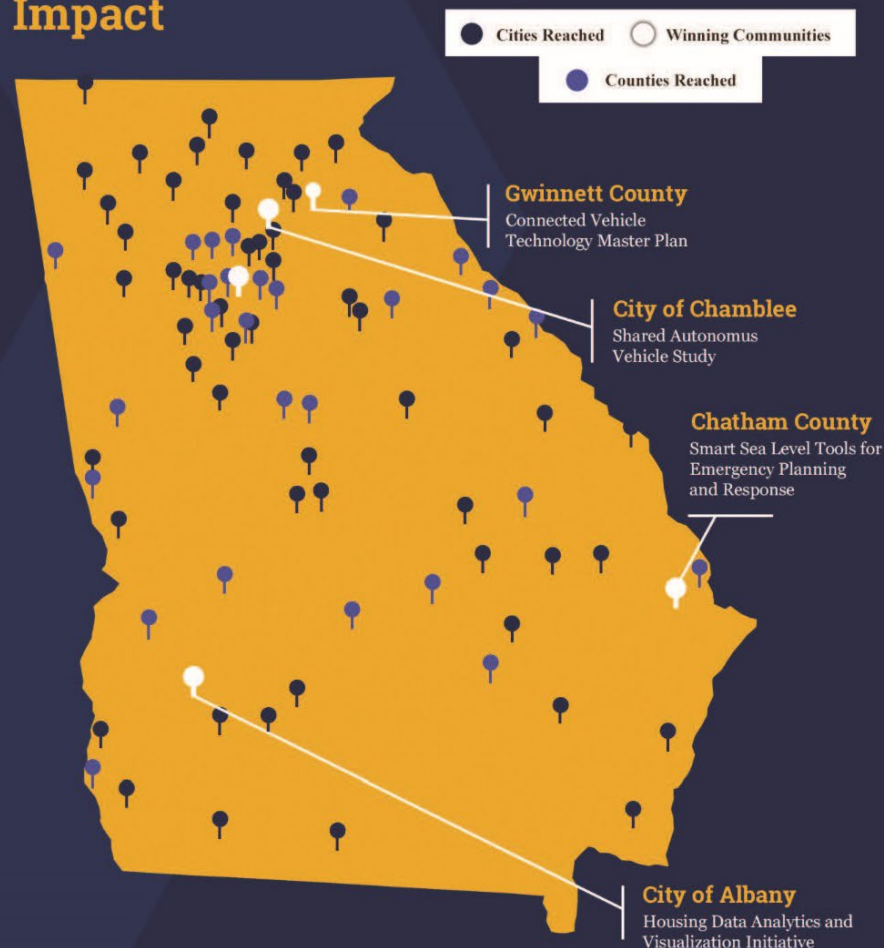 Impact
Cities Reached
Winning Communities
Counties Reached
Gwinnett County
Connected Vehicle
Technology Master Plan
City of Chamblee
Shared Autonomus
Vehicle Study
Chatham County
Smart Sea Level Tools for
Emergency Planning
and Response
City of Albany
Housing Data Analytics and
Visualization Initiative